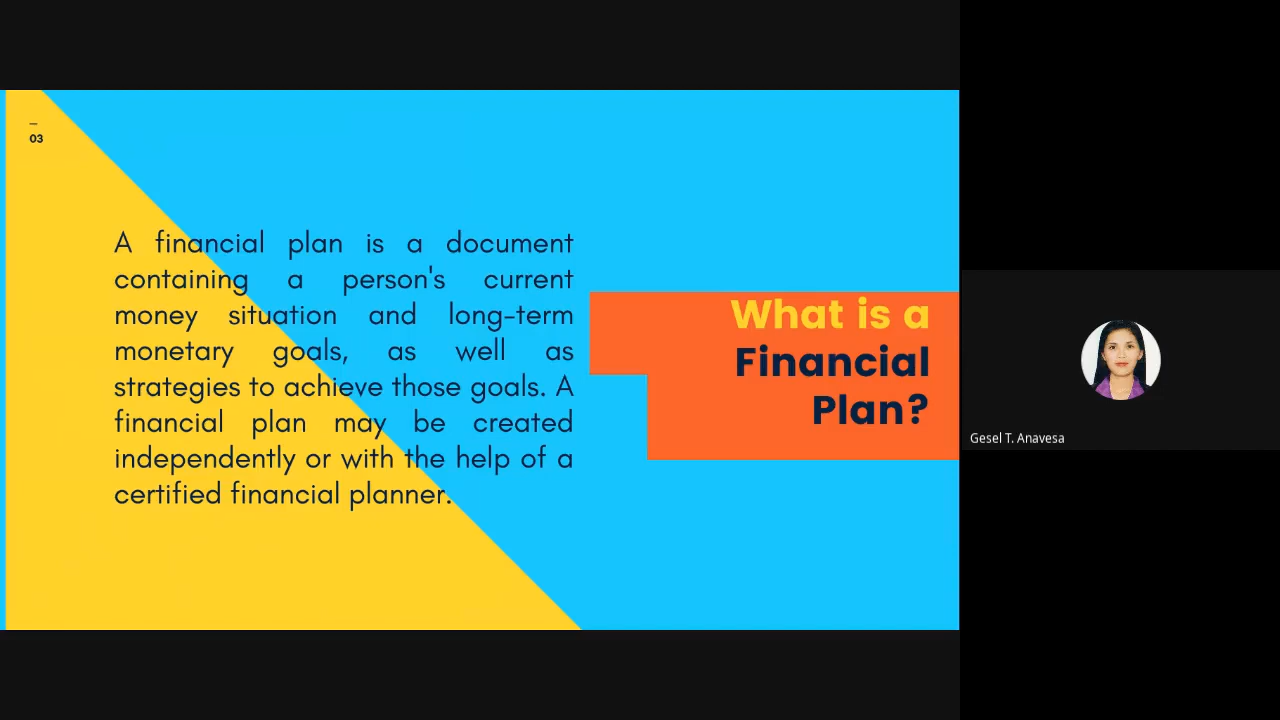 03
A financial plan is a document
containing a person's current
money situation and long-term
monetary goals, as well as
strategies to achieve those goals. A
financial plan may be created
independently or with the help of a
certified financial planner.
What is a
Financial
Plan?
Gesel T. Anavesa